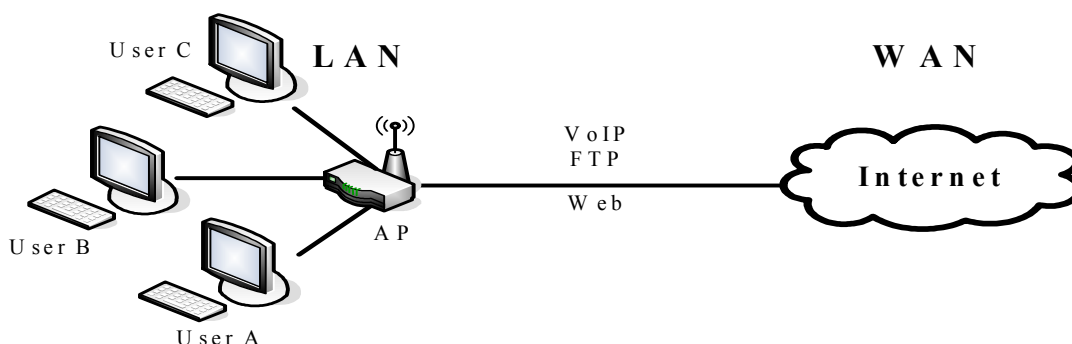 User C
LAN
WAN
VoIP
FTP
Web
Internet
AP
User B
User A